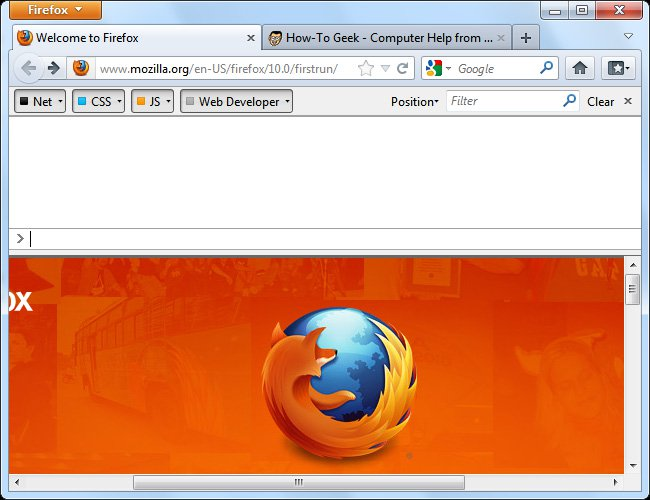 Firefox
Welcome to Firefox
How-To Geek - Computer Help from ...
www.mozilla.org/en-US/firefox/10.0/firstrun/
Google
Net
CSS
JS
Web Developer
Position
Filter
Clear
ox